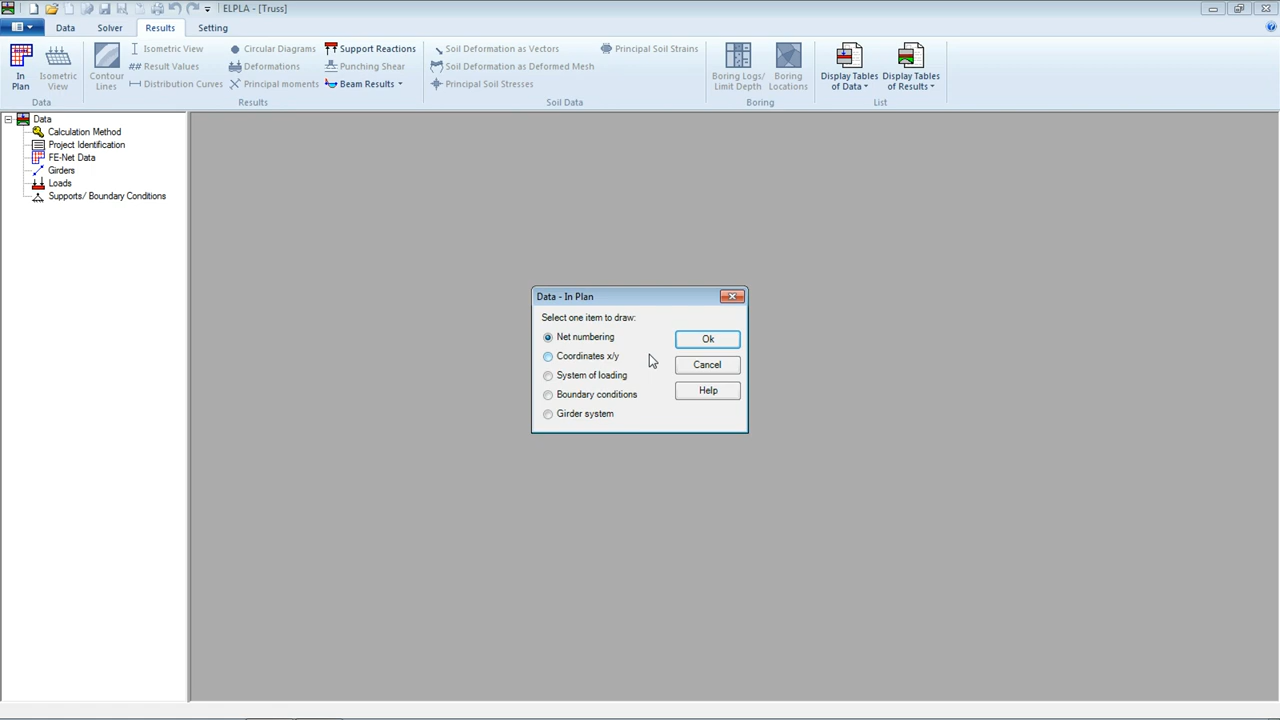 ELPLA - [Truss]
Data Solver Results Setting
In Plan
Isometric View
Data
Contour Lines
Isometric View
Result Values
Distribution Curves
Circular Diagrams
Deformations
Principal moments
Support Reactions
Punching Shear
Beam Results
Results
Soil Deformation as Vectors
Soil Deformation as Deformed Mesh
Principal Soil Stresses
Principal Soil Strains
Soil Data
Boring Logs/
Limit Depth
Boring
Locations
Boring
Display Tables
of Data
Display Tables
of Results
List
Data
Calculation Method
Project Identification
FE-Net Data
Girders
Loads
Supports/ Boundary Conditions
Data - In Plan
Select one item to draw:
Net numbering
Coordinates x/y
System of loading
Boundary conditions
Girder system
Ok
Cancel
Help